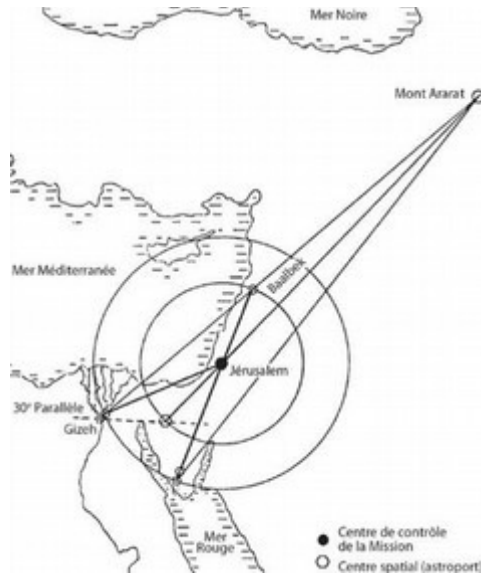 Mer Noire
Mont Ararat
Mer Méditerranée
Baalbek
Jérusalem
30e Parallèle
Gizeh
Mer
Rouge
Centre de contrôle
de la Mission
Centre spatial (astroport)